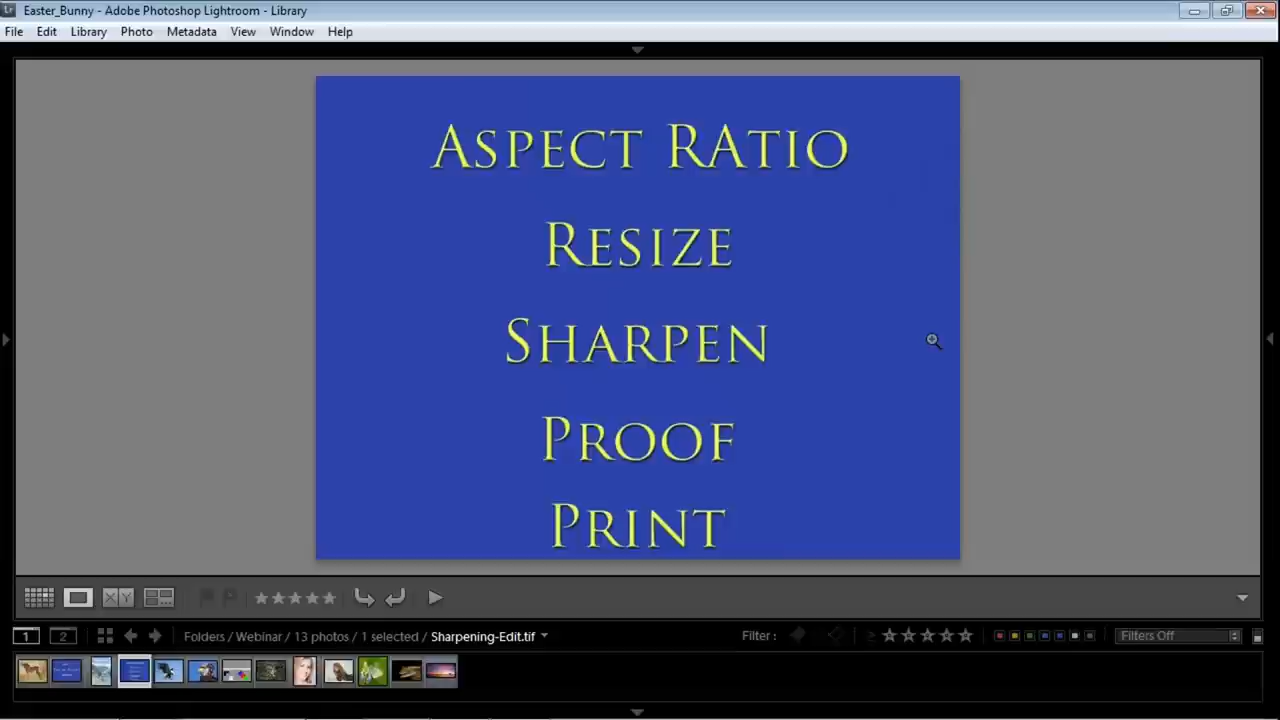 Easter_Bunny - Adobe Photoshop Lightroom - Library
File Edit Library Photo Metadata View Window Help
ASPECT RATIO
RESIZE
SHARPEN
PROOF
PRINT
X Y
1 2 Folders / Webinar / 13 photos / 1 selected / Sharpening-Edit.tif Filter : Filters Off